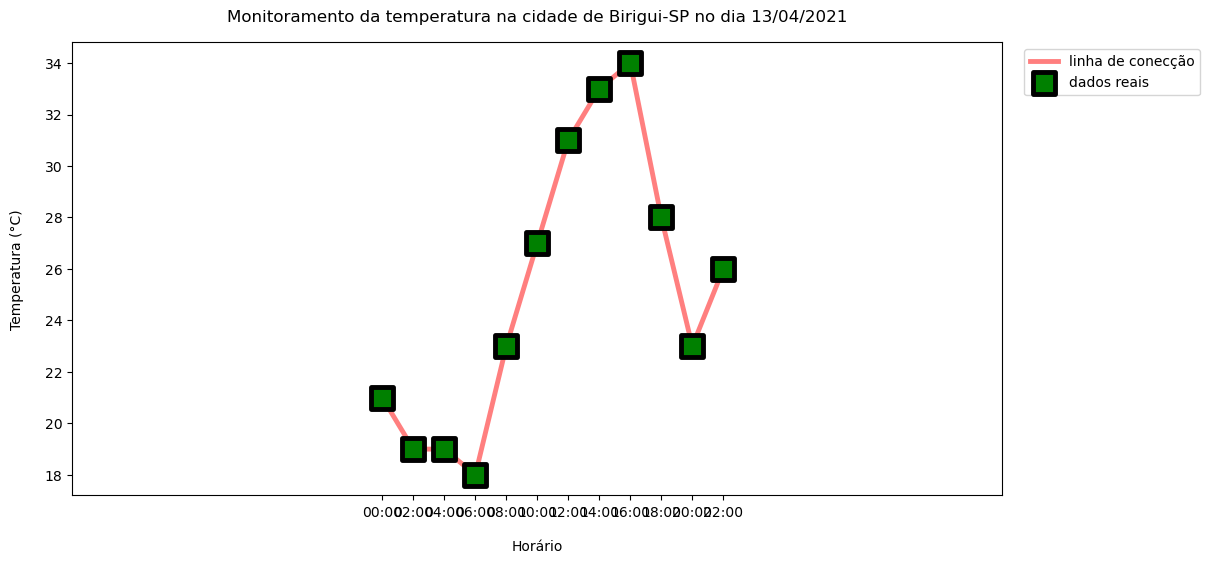 Monitoramento da temperatura na cidade de Birigui-SP no dia 13/04/2021
linha de conecção
dados reais
Temperatura (°C)
34
32
30
28
26
24
22
20
18
00:00 02:00 04:00 06:00 08:00 10:00 12:00 14:00 16:00 18:00 20:00 22:00
Horário